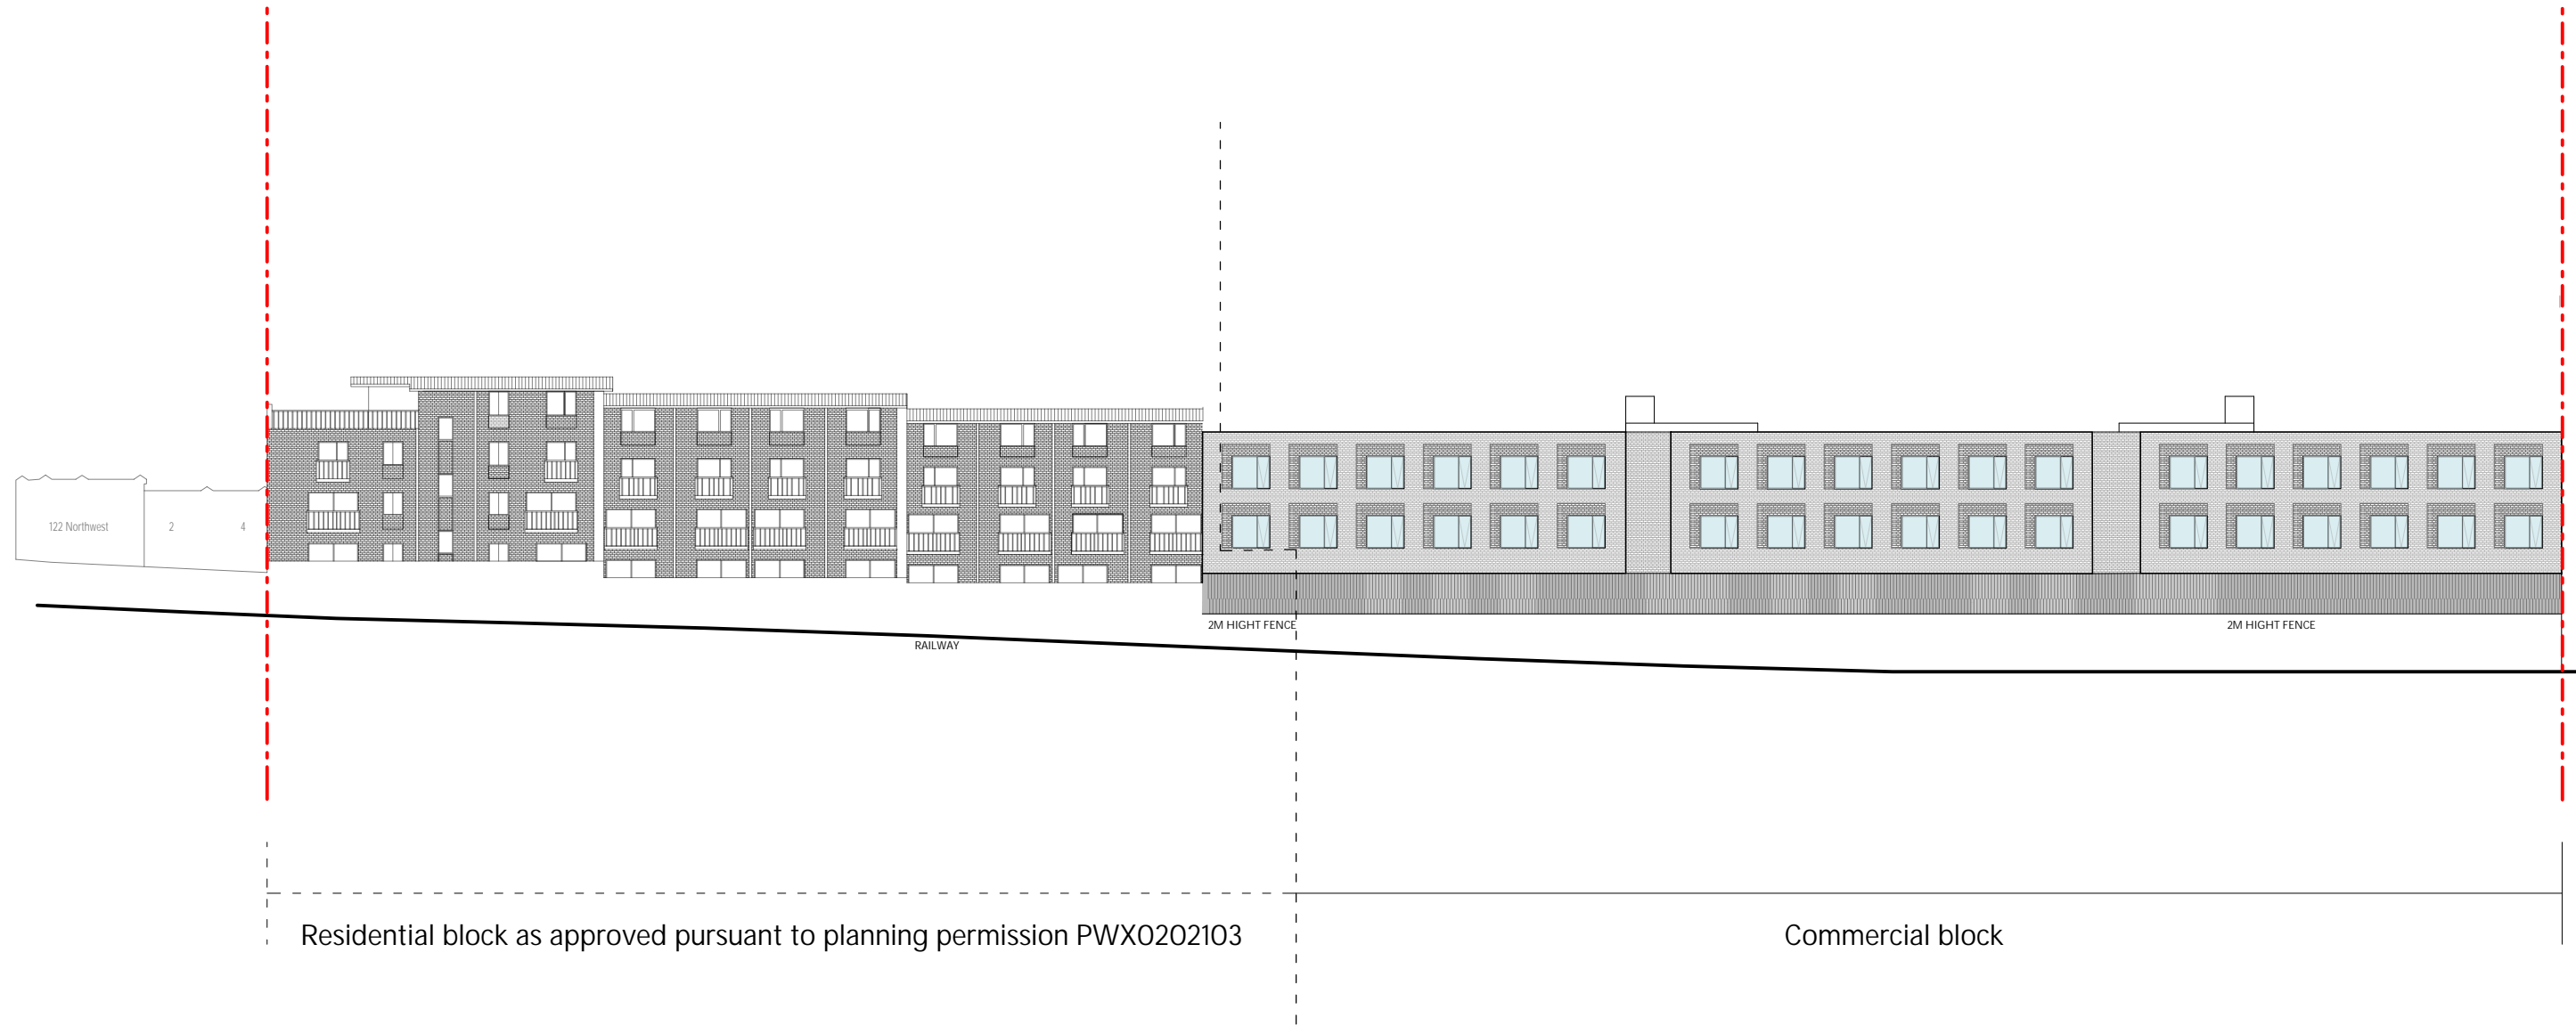 122 Northwest
2
4
2M HIGHT FENCE
2M HIGHT FENCE
RAILWAY
Residential block as approved pursuant to planning permission PWX0202103
Commercial block